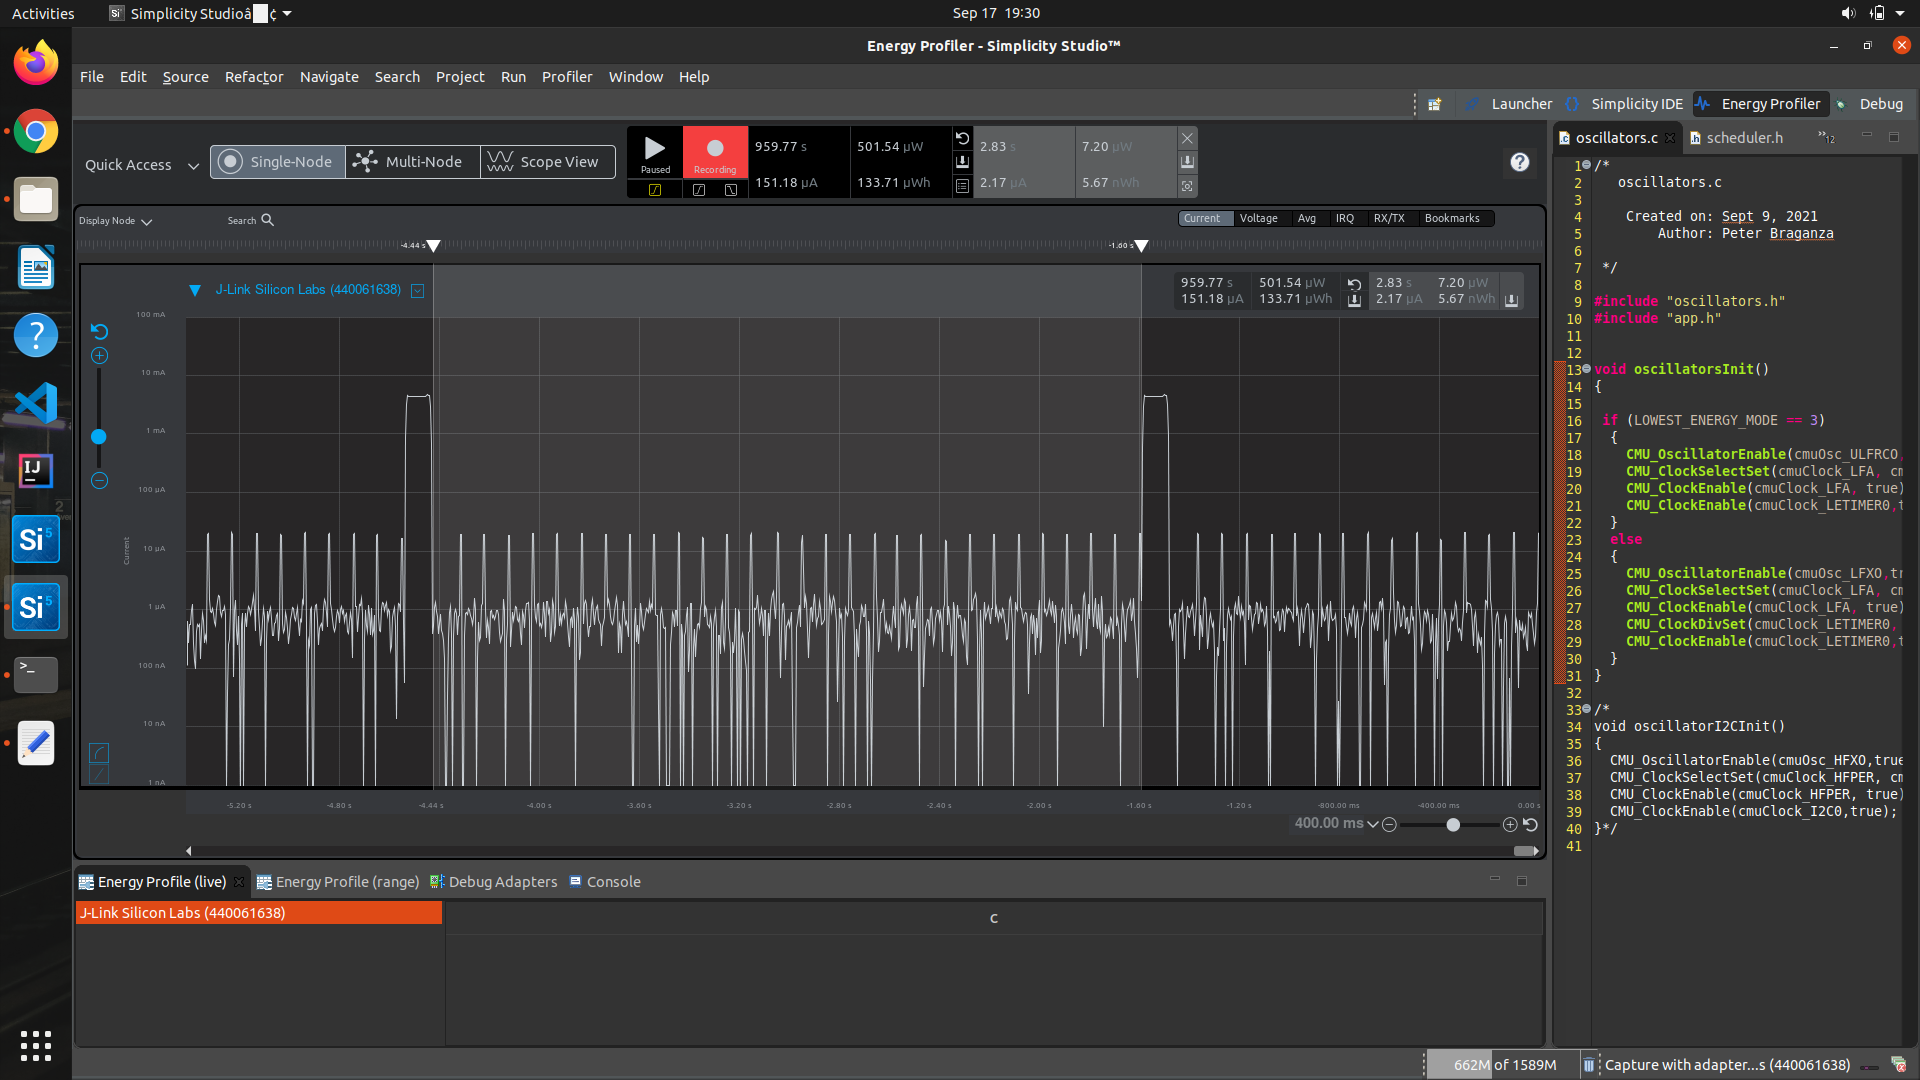 Activities
Simplicity Studioâ ¢
Sep 17 19:30
Energy Profiler - Simplicity Studio™
File Edit Source Refactor Navigate Search Project Run Profiler Window Help
Launcher Simplicity IDE Energy Profiler Debug
Quick Access
Single-Node Multi-Node Scope View
Paused Recording
959.77 s 501.54 µW 2.83 s 7.20 µW
151.18 µA 133.71 µWh 2.17 µA 5.67 nWh
Display Node Search
Current Voltage Avg IRQ RX/TX Bookmarks
-4.44 s -1.60 s
J-Link Silicon Labs (440061638)
959.77 s 501.54 µW 2.83 s 7.20 µW
151.18 µA 133.71 µWh 2.17 µA 5.67 nWh
100 mA
10 mA
1 mA
100 µA
10 µA
1 µA
100 nA
10 nA
1 nA
Current
-5.20 s -4.80 s -4.44 s -4.00 s -3.60 s -3.20 s -2.80 s -2.40 s -2.00 s -1.60 s -1.20 s -800.00 ms -400.00 ms 0.00 s
400.00 ms
Energy Profile (live) Energy Profile (range) Debug Adapters Console
J-Link Silicon Labs (440061638)
C
oscillators.c scheduler.h »12
1 /*
2 oscillators.c
3
4 Created on: Sept 9, 2021
5 Author: Peter Braganza
6
7 */
8
9 #include "oscillators.h"
10 #include "app.h"
11
12
13 void oscillatorsInit()
14 {
15
16 if (LOWEST_ENERGY_MODE == 3)
17 {
18 CMU_OscillatorEnable(cmuOsc_ULFRCO,
19 CMU_ClockSelectSet(cmuClock_LFA, cm
20 CMU_ClockEnable(cmuClock_LFA, true)
21 CMU_ClockEnable(cmuClock_LETIMER0,t
22 }
23 else
24 {
25 CMU_OscillatorEnable(cmuOsc_LFXO,tr
26 CMU_ClockSelectSet(cmuClock_LFA, cm
27 CMU_ClockEnable(cmuClock_LFA, true)
28 CMU_ClockDivSet(cmuClock_LETIMER0,
29 CMU_ClockEnable(cmuClock_LETIMER0,t
30 }
31 }
32
33 /*
34 void oscillatorI2CInit()
35 {
36 CMU_OscillatorEnable(cmuOsc_HFXO,true
37 CMU_ClockSelectSet(cmuClock_HFPER, cm
38 CMU_ClockEnable(cmuClock_HFPER, true)
39 CMU_ClockEnable(cmuClock_I2C0,true);
40 }*/
41
662M of 1589M
Capture with adapter...s (440061638)